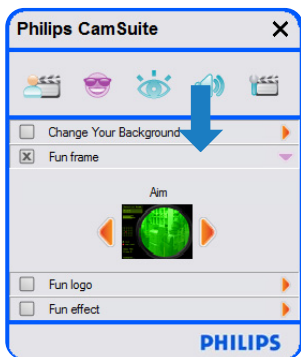 Philips CamSuite
Change Your Background
Fun frame
Aim
Fun logo
Fun effect
PHILIPS